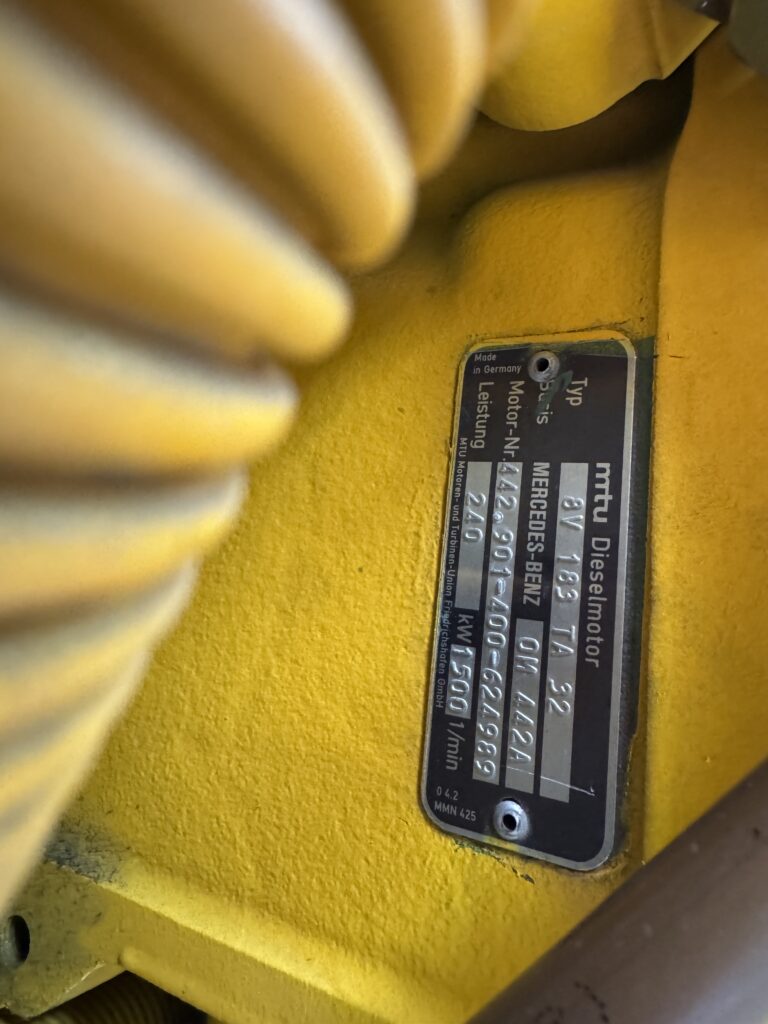 mtu Dieselmotor
Typ 8V 183 TA 32
Basis MERCEDES-BENZ OM 442A
Motor-Nr. 442.901-400-624989
Leistung 240 kW 1500 1/min
MTU Motoren- und Turbinen-Union Friedrichshafen GmbH
Made
in Germany
0 4.2
MMN 425